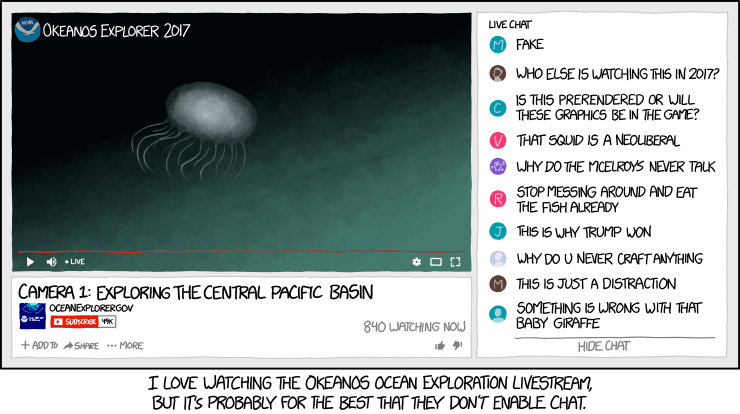 OKEANOS EXPLORER 2017
LIVE
CAMERA 1: EXPLORING THE CENTRAL PACIFIC BASIN
OCEANEXPLORERGOV
SUBSCRIBE 49K
840 WATCHING NOW
+ ADD TO SHARE ••• MORE
LIVE CHAT
M FAKE
WHO ELSE IS WATCHING THIS IN 2017?
C IS THIS PRERENDERED OR WILL
THESE GRAPHICS BE IN THE GAME?
V THAT SQUID IS A NEOLIBERAL
WHY DO THE MCELROYS NEVER TALK
R STOP MESSING AROUND AND EAT
THE FISH ALREADY
J THIS IS WHY TRUMP WON
WHY DO U NEVER CRAFT ANYTHING
M THIS IS JUST A DISTRACTION
SOMETHING IS WRONG WITH THAT
BABY GIRAFFE
HIDE CHAT
I LOVE WATCHING THE OKEANOS OCEAN EXPLORATION LIVESTREAM,
BUT IT'S PROBABLY FOR THE BEST THAT THEY DON'T ENABLE CHAT.